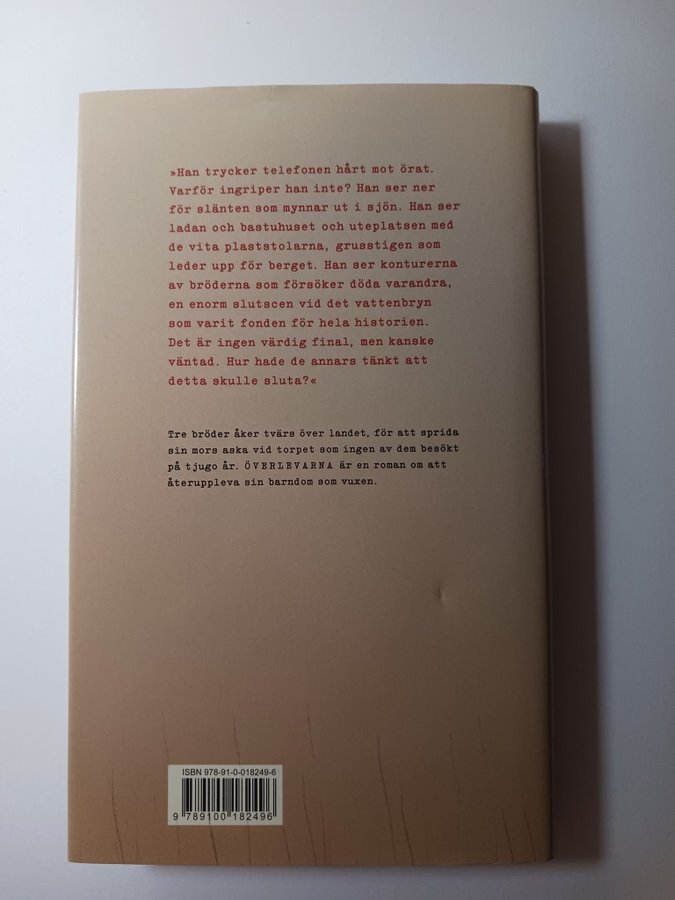 »Han trycker telefonen hårt mot örat.
Varför ingriper han inte? Han ser ner
för slänten som mynnar ut i sjön. Han ser
ladan och bastuhuset och uteplatsen med
de vita plaststolarna, grusstigen som
leder upp för berget. Han ser konturerna
av bröderna som försöker döda varandra,
en enorm slutscen vid det vattenbryn
som varit fonden för hela historien.
Det är ingen värdig final, men kanske
väntad. Hur hade de annars tänkt att
detta skulle sluta?«
Tre bröder åker tvärs över landet, för att sprida
sin mors aska vid torpet som ingen av dem besökt
på tjugo år. ÖVERLEVARNA är en roman om att
återuppleva sin barndom som vuxen.
ISBN 978-91-0-018249-6
9 789100 182496